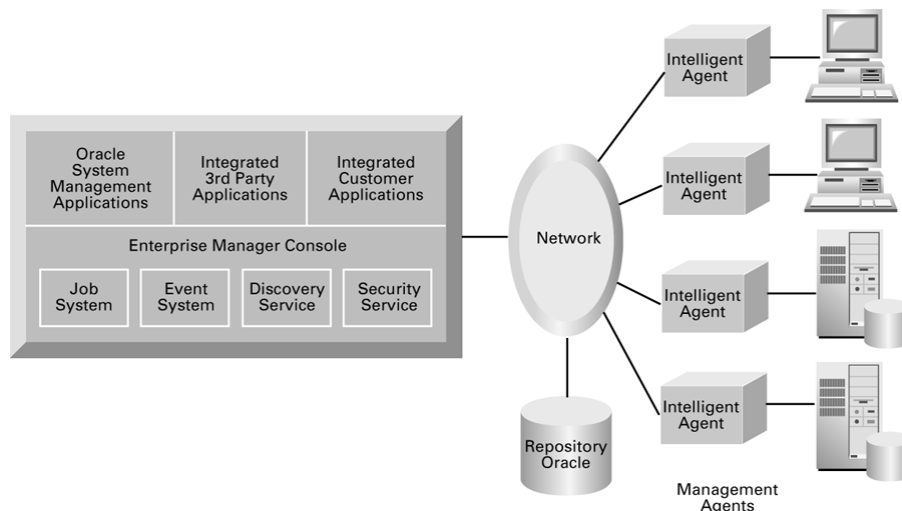 Oracle
System
Management
Applications
Integrated
3rd Party
Applications
Integrated
Customer
Applications
Enterprise Manager Console
Job
System
Event
System
Discovery
Service
Security
Service
Network
Repository
Oracle
Intelligent
Agent
Intelligent
Agent
Intelligent
Agent
Intelligent
Agent
Management
Agents